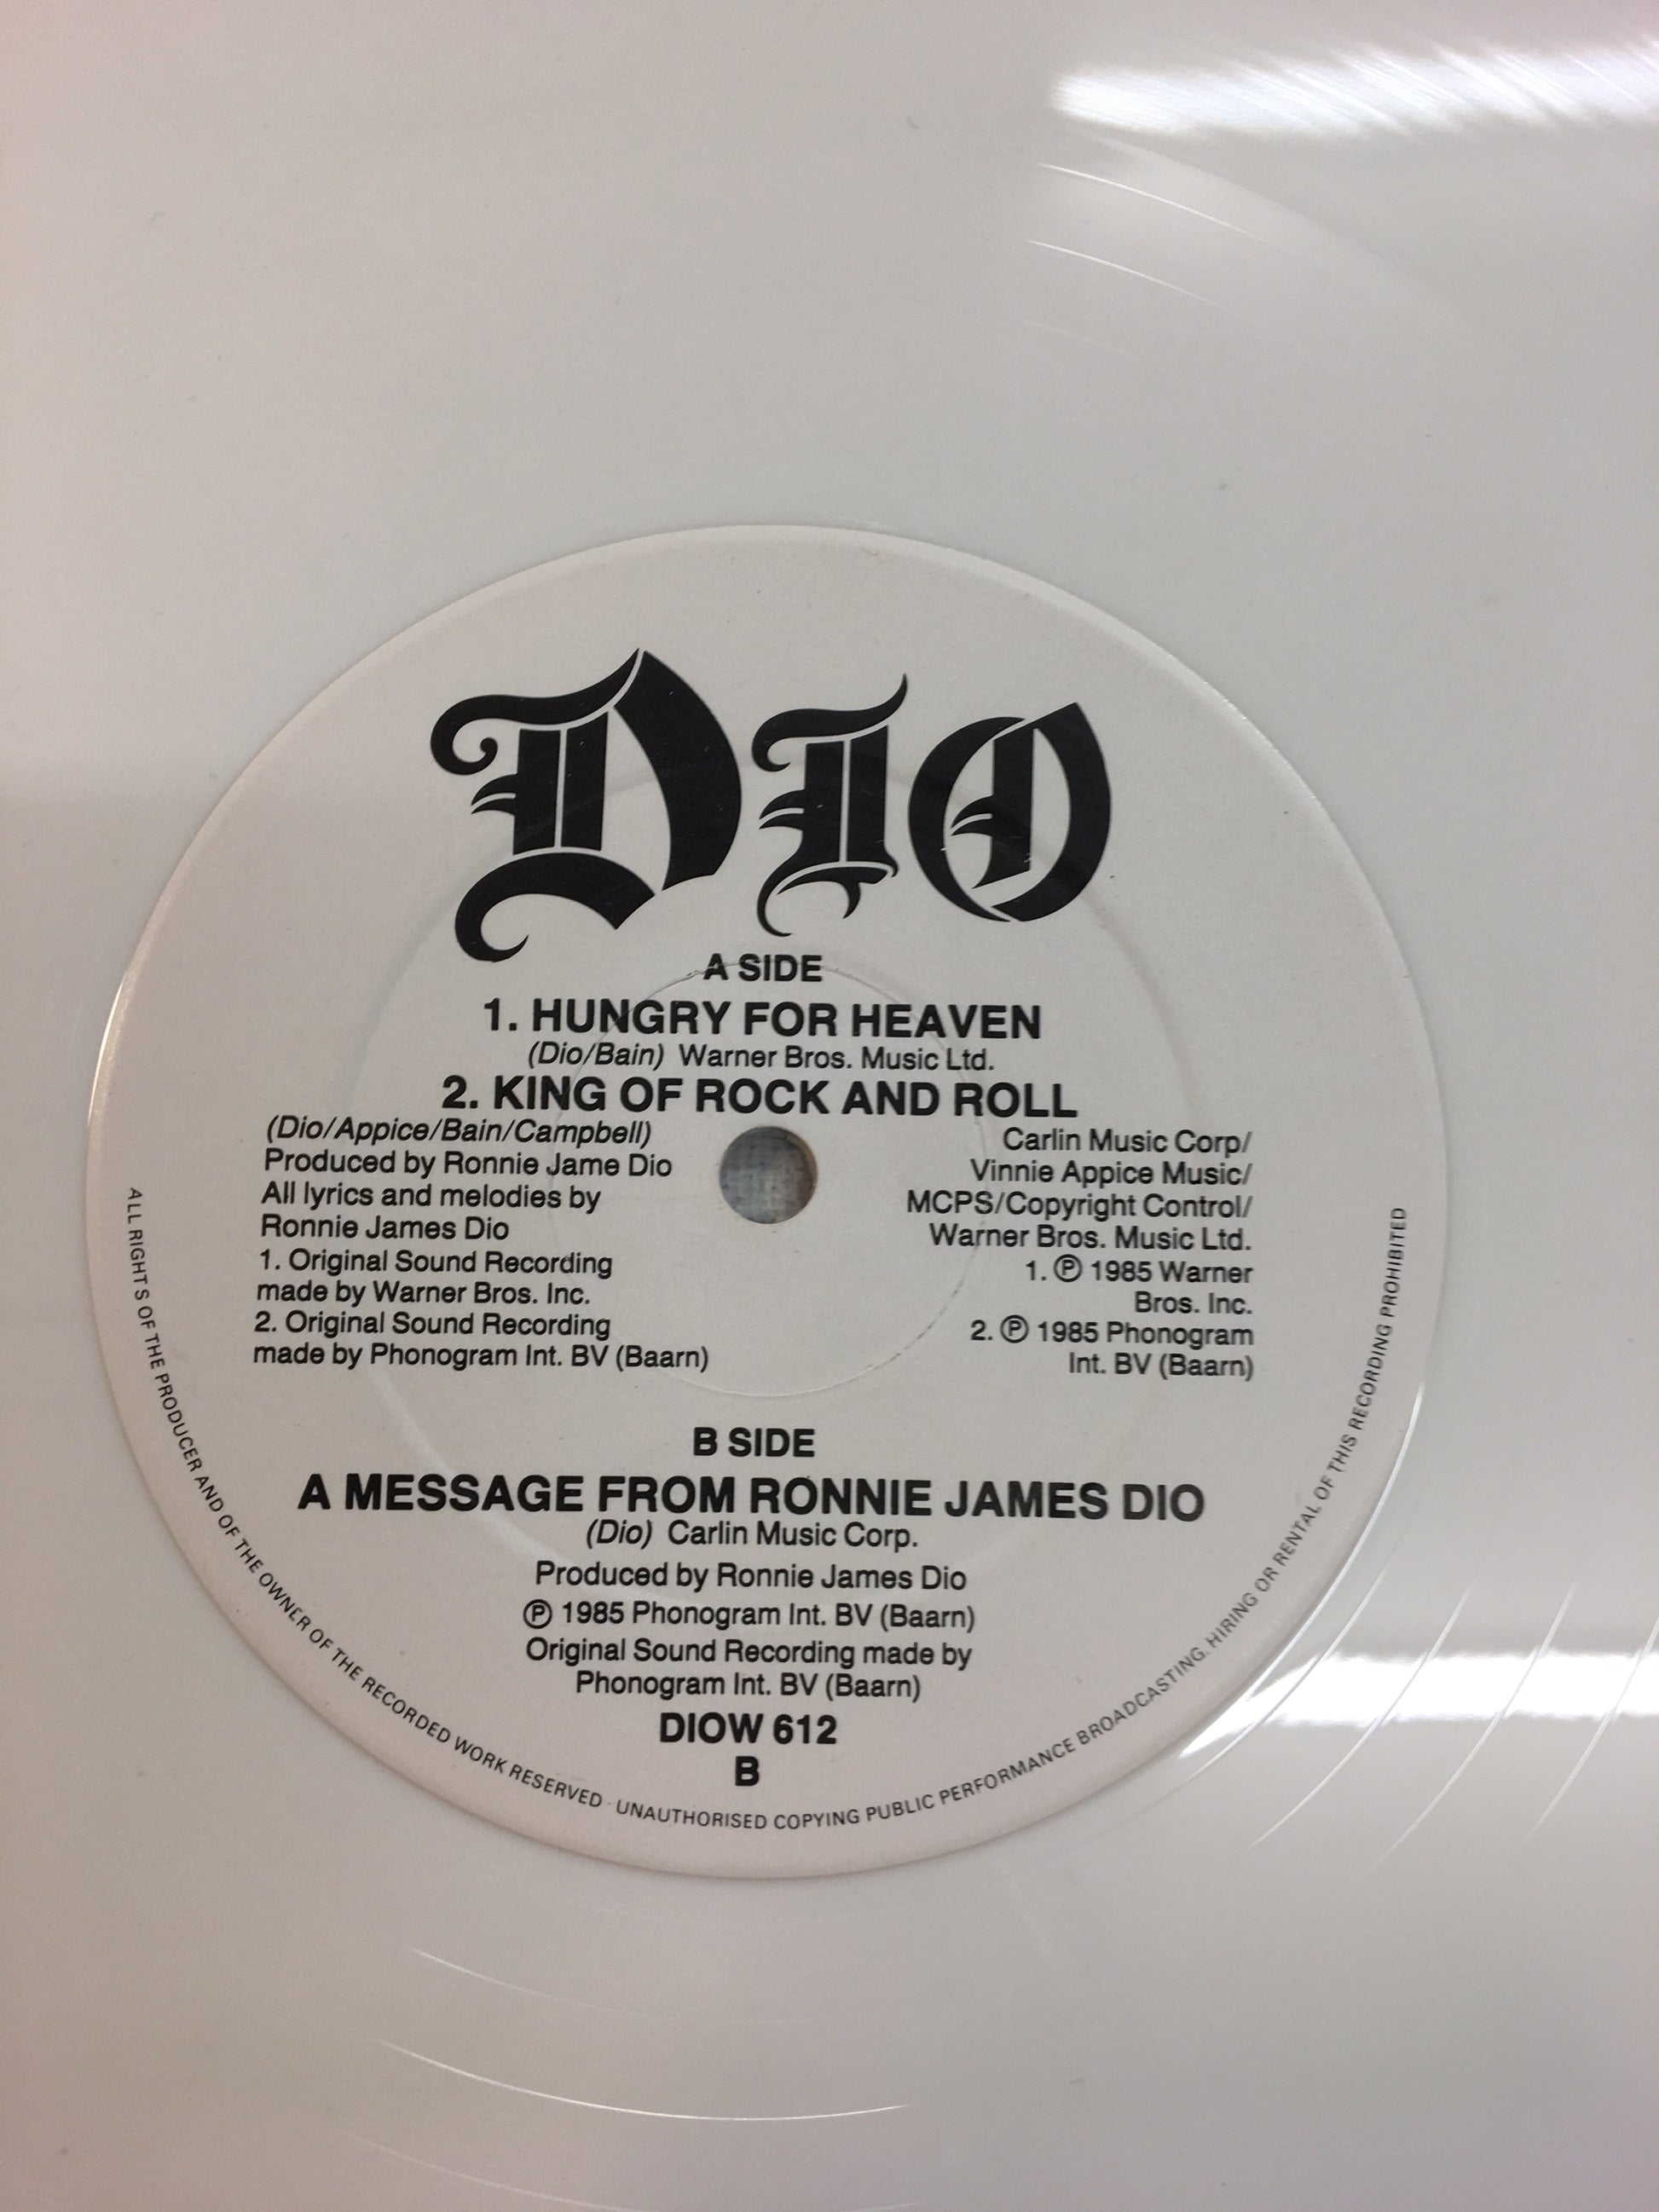 DIO
A SIDE
1. HUNGRY FOR HEAVEN
(Dio/Bain) Warner Bros. Music Ltd.
2. KING OF ROCK AND ROLL
(Dio/Appice/Bain/Campbell)
Produced by Ronnie Jame Dio
All lyrics and melodies by
Ronnie James Dio
1. Original Sound Recording
made by Warner Bros. Inc.
2. Original Sound Recording
made by Phonogram Int. BV (Baarn)
Carlin Music Corp/
Vinnie Appice Music/
MCPS/Copyright Control/
Warner Bros. Music Ltd.
1. ℗ 1985 Warner
Bros. Inc.
2. ℗ 1985 Phonogram
Int. BV (Baarn)
B SIDE
A MESSAGE FROM RONNIE JAMES DIO
(Dio) Carlin Music Corp.
Produced by Ronnie James Dio
℗ 1985 Phonogram Int. BV (Baarn)
Original Sound Recording made by
Phonogram Int. BV (Baarn)
DIOW 612
B
ALL RIGHTS OF THE PRODUCER AND OF THE OWNER OF THE RECORDED WORK RESERVED · UNAUTHORISED COPYING PUBLIC PERFORMANCE BROADCASTING. HIRING OR RENTAL OF THIS RECORDING PROHIBITED